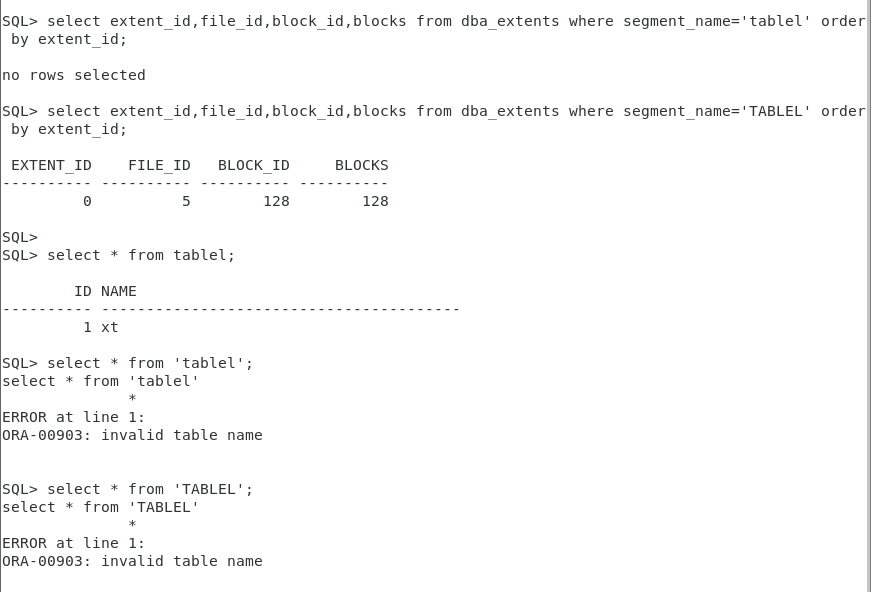 SQL> select extent_id,file_id,block_id,blocks from dba_extents where segment_name='tablel' order
by extent_id;
no rows selected
SQL> select extent_id,file_id,block_id,blocks from dba_extents where segment_name='TABLEL' order
by extent_id;
EXTENT_ID    FILE_ID   BLOCK_ID     BLOCKS
---------- ---------- ---------- ----------
0          5        128        128
SQL>
SQL> select * from tablel;
ID NAME
---------- ----------------------------------------
1 xt
SQL> select * from 'tablel';
select * from 'tablel'
*
ERROR at line 1:
ORA-00903: invalid table name
SQL> select * from 'TABLEL';
select * from 'TABLEL'
*
ERROR at line 1:
ORA-00903: invalid table name